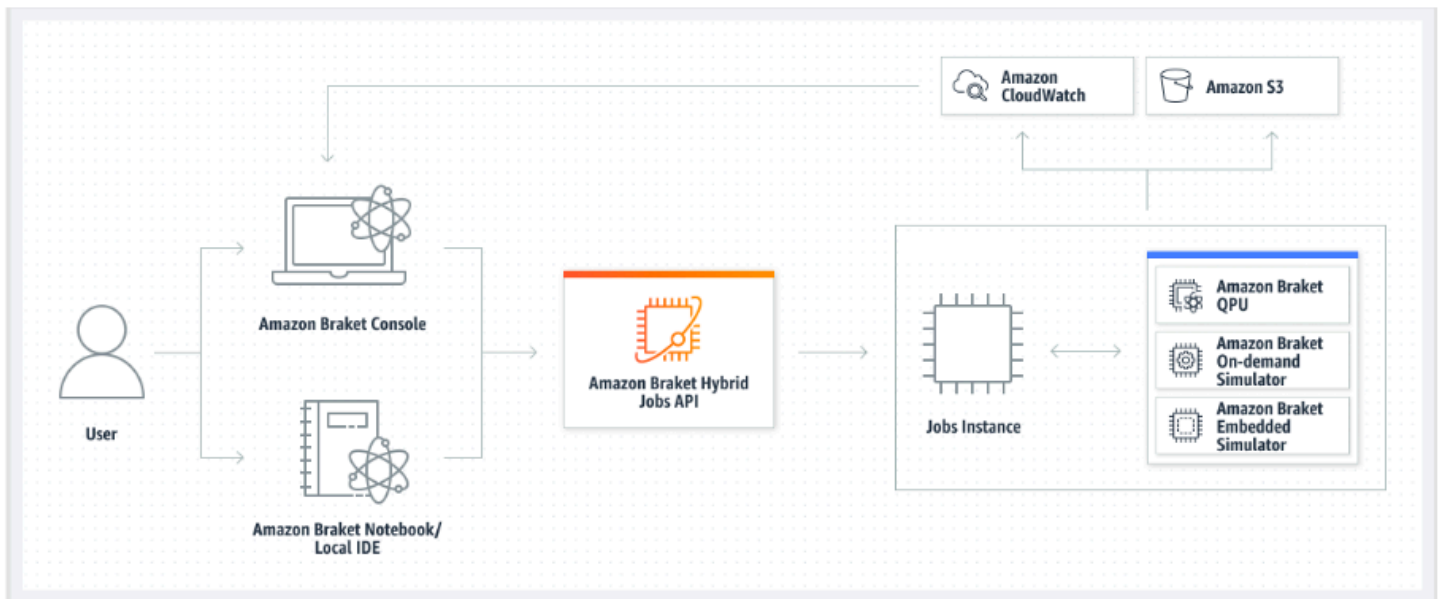 Amazon
CloudWatch
Amazon S3
Amazon Braket Console
User
Amazon Braket Notebook/
Local IDE
Amazon Braket Hybrid
Jobs API
Jobs Instance
Amazon Braket
QPU
Amazon Braket
On-demand
Simulator
Amazon Braket
Embedded
Simulator